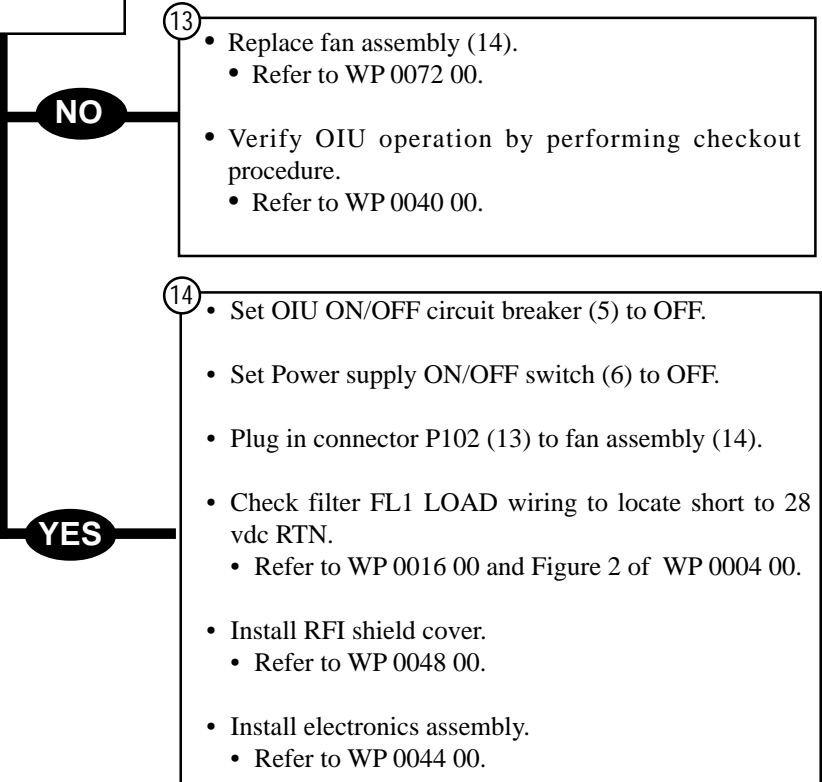 13
• Replace fan assembly (14).
• Refer to WP 0072 00.
NO
• Verify OIU operation by performing checkout
procedure.
• Refer to WP 0040 00.
14
• Set OIU ON/OFF circuit breaker (5) to OFF.
• Set Power supply ON/OFF switch (6) to OFF.
• Plug in connector P102 (13) to fan assembly (14).
• Check filter FL1 LOAD wiring to locate short to 28
vdc RTN.
YES
• Refer to WP 0016 00 and Figure 2 of WP 0004 00.
• Install RFI shield cover.
• Refer to WP 0048 00.
• Install electronics assembly.
• Refer to WP 0044 00.